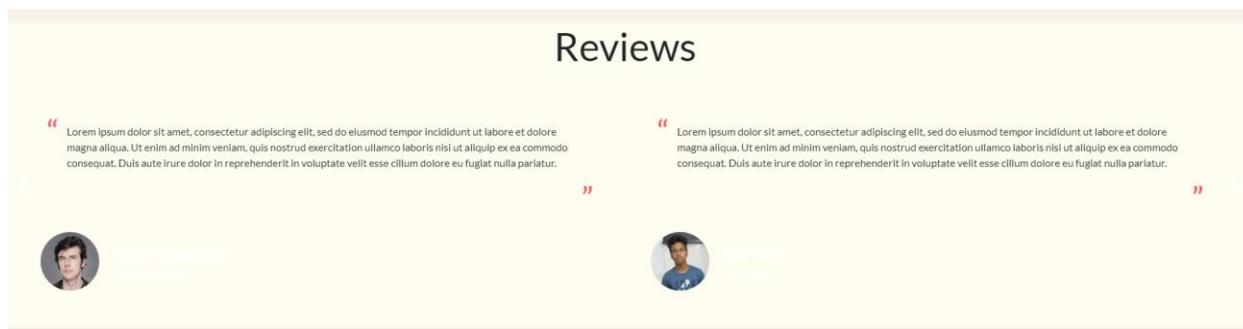 Reviews
“
Lorem ipsum dolor sit amet, consectetur adipiscing elit, sed do eiusmod tempor incididunt ut labore et dolore
magna aliqua. Ut enim ad minim veniam, quis nostrud exercitation ullamco laboris nisi ut aliquip ex ea commodo
consequat. Duis aute irure dolor in reprehenderit in voluptate velit esse cillum dolore eu fugiat nulla pariatur.
”
“
Lorem ipsum dolor sit amet, consectetur adipiscing elit, sed do eiusmod tempor incididunt ut labore et dolore
magna aliqua. Ut enim ad minim veniam, quis nostrud exercitation ullamco laboris nisi ut aliquip ex ea commodo
consequat. Duis aute irure dolor in reprehenderit in voluptate velit esse cillum dolore eu fugiat nulla pariatur.
”